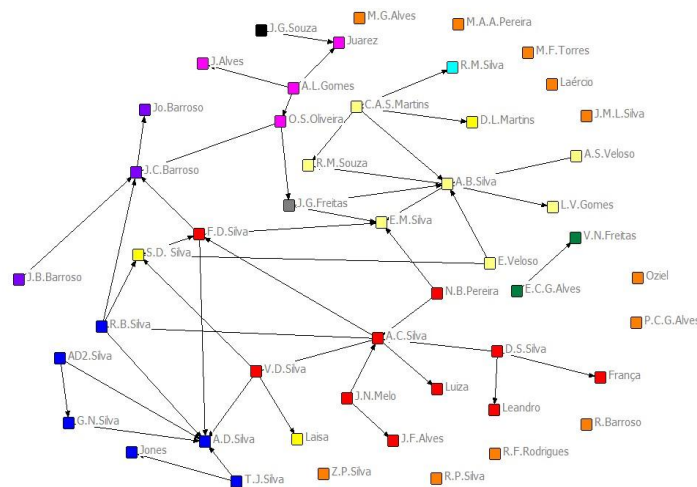 M.G.Alves
J.G.Souza
M.A.A.Pereira
Juarez
M.F.Torres
J.Alves
R.M.Silva
A.L.Gomes
Laércio
Jo.Barroso
C.A.S.Martins
J.M.L.Silva
O.S.Oliveira
D.L.Martins
A.S.Veloso
R.M.Souza
J.C.Barroso
A.B.Silva
J.G.Freitas
L.V.Gomes
E.M.Silva
F.D.Silva
V.N.Freitas
S.D. Silva
E.Veloso
J.B.Barroso
Oziel
N.B.Pereira
E.C.G.Alves
P.C.G.Alves
R.B.Silva
A.C.Silva
D.S.Silva
AD2.Silva
V.D.Silva
França
Luiza
J.N.Melo
Leandro
G.N.Silva
R.Barroso
A.D.Silva
Laisa
J.F.Alves
Jones
R.F.Rodrigues
Z.P.Silva
R.P.Silva
T.J.Silva